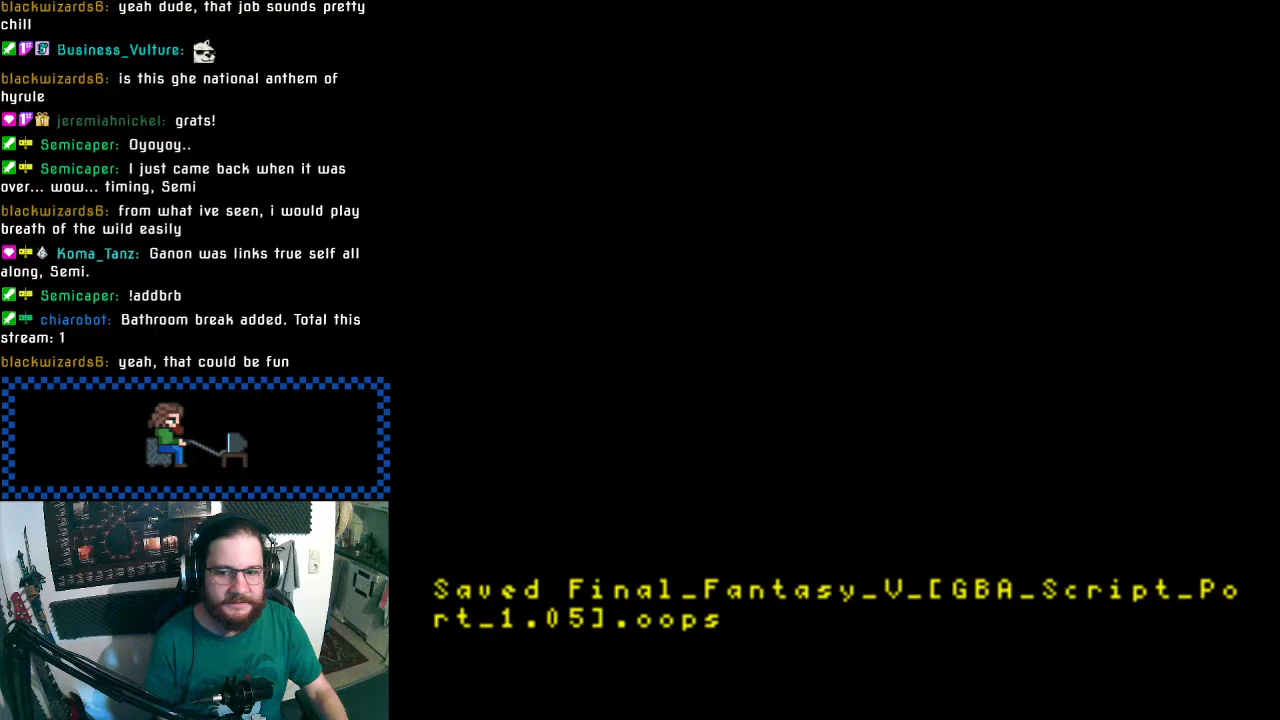 blackwizards6: yeah dude, that job sounds pretty
chill
Business_Vulture:
blackwizards6: is this ghe national anthem of
hyrule
jeremiahnickel: grats!
Semicaper: Oyoyoy..
Semicaper: I just came back when it was
over... wow... timing, Semi
blackwizards6: from what ive seen, i would play
breath of the wild easily
Koma_Tanz: Ganon was links true self all
along, Semi.
Semicaper: !addbrb
chiarobot: Bathroom break added. Total this
stream: 1
blackwizards6: yeah, that could be fun
Saved Final_Fantasy_V_[GBA_Script_Po
rt_1.05].oops